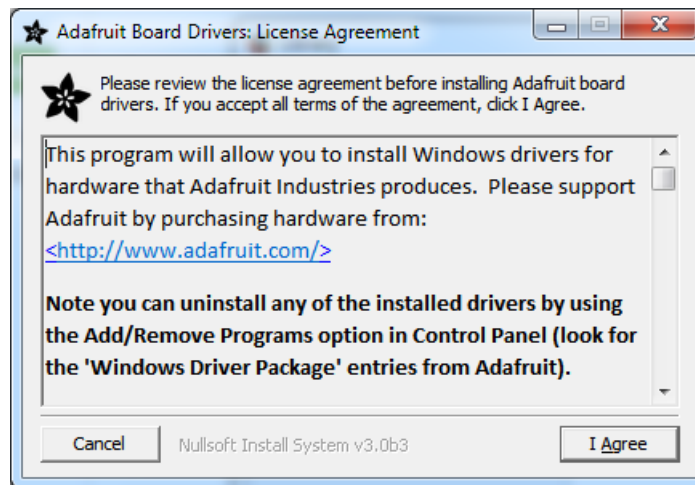 Adafruit Board Drivers: License Agreement
Please review the license agreement before installing Adafruit board
drivers. If you accept all terms of the agreement, click I Agree.
This program will allow you to install Windows drivers for
hardware that Adafruit Industries produces.  Please support
Adafruit by purchasing hardware from:
<http://www.adafruit.com/>
Note you can uninstall any of the installed drivers by using
the Add/Remove Programs option in Control Panel (look for
the 'Windows Driver Package' entries from Adafruit).
Cancel
Nullsoft Install System v3.0b3
I Agree